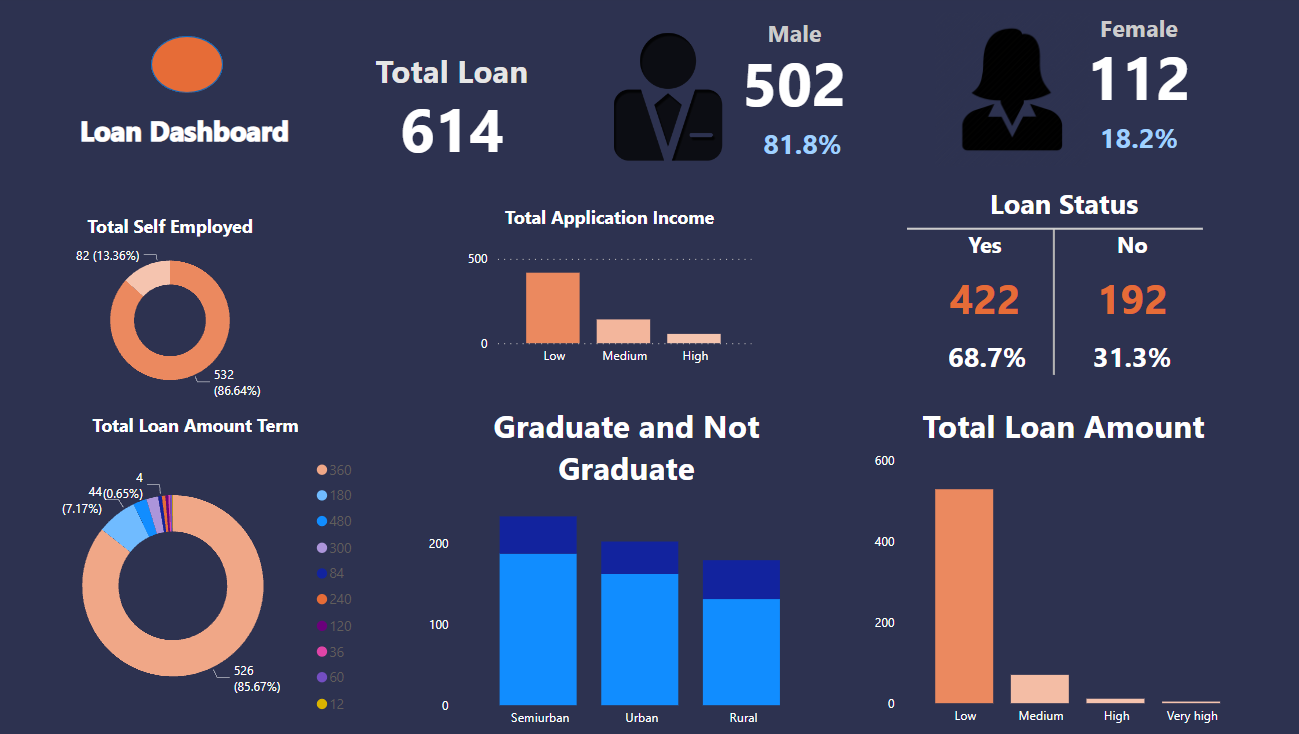 Loan Dashboard
Total Loan
614
Male
502
81.8%
Female
112
18.2%
Total Self Employed
82 (13.36%)
532
(86.64%)
Total Application Income
500
0
Low
Medium
High
Loan Status
Yes
No
422
192
68.7%
31.3%
Total Loan Amount Term
4
(0.65%)
44
(7.17%)
526
(85.67%)
360
180
480
300
84
240
120
36
60
12
Graduate and Not
Graduate
200
100
0
Semiurban
Urban
Rural
Total Loan Amount
600
400
200
0
Low
Medium
High
Very high